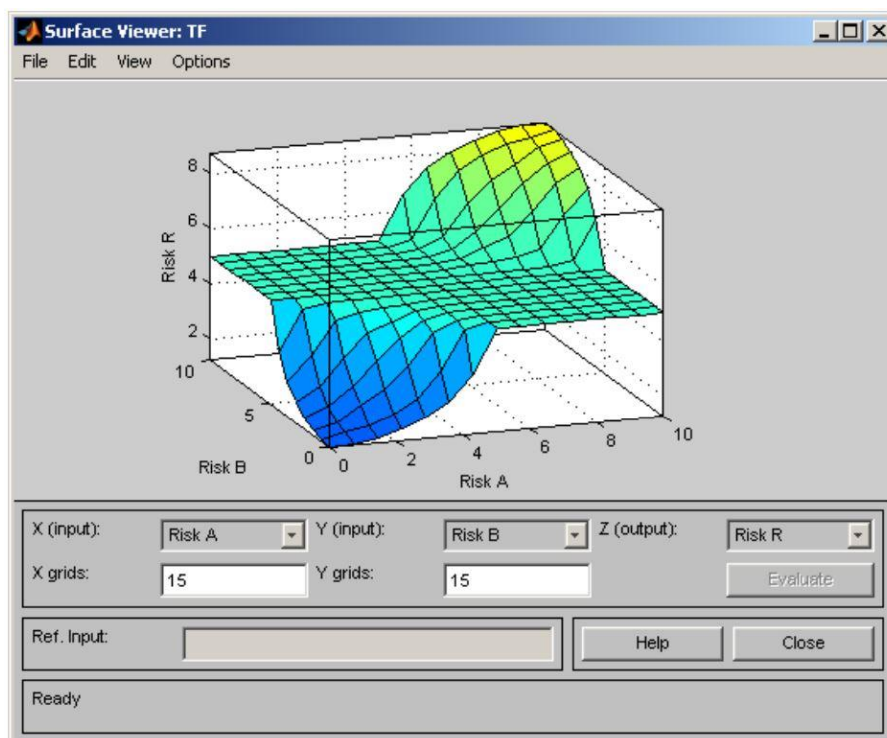 Surface Viewer: TF
File Edit View Options
8
6
4
2
Risk R
10
5
0
Risk B
0
2
4
6
8
10
Risk A
X (input): Risk A Y (input): Risk B Z (output): Risk R
X grids: 15 Y grids: 15 Evaluate
Ref. Input: Help Close
Ready